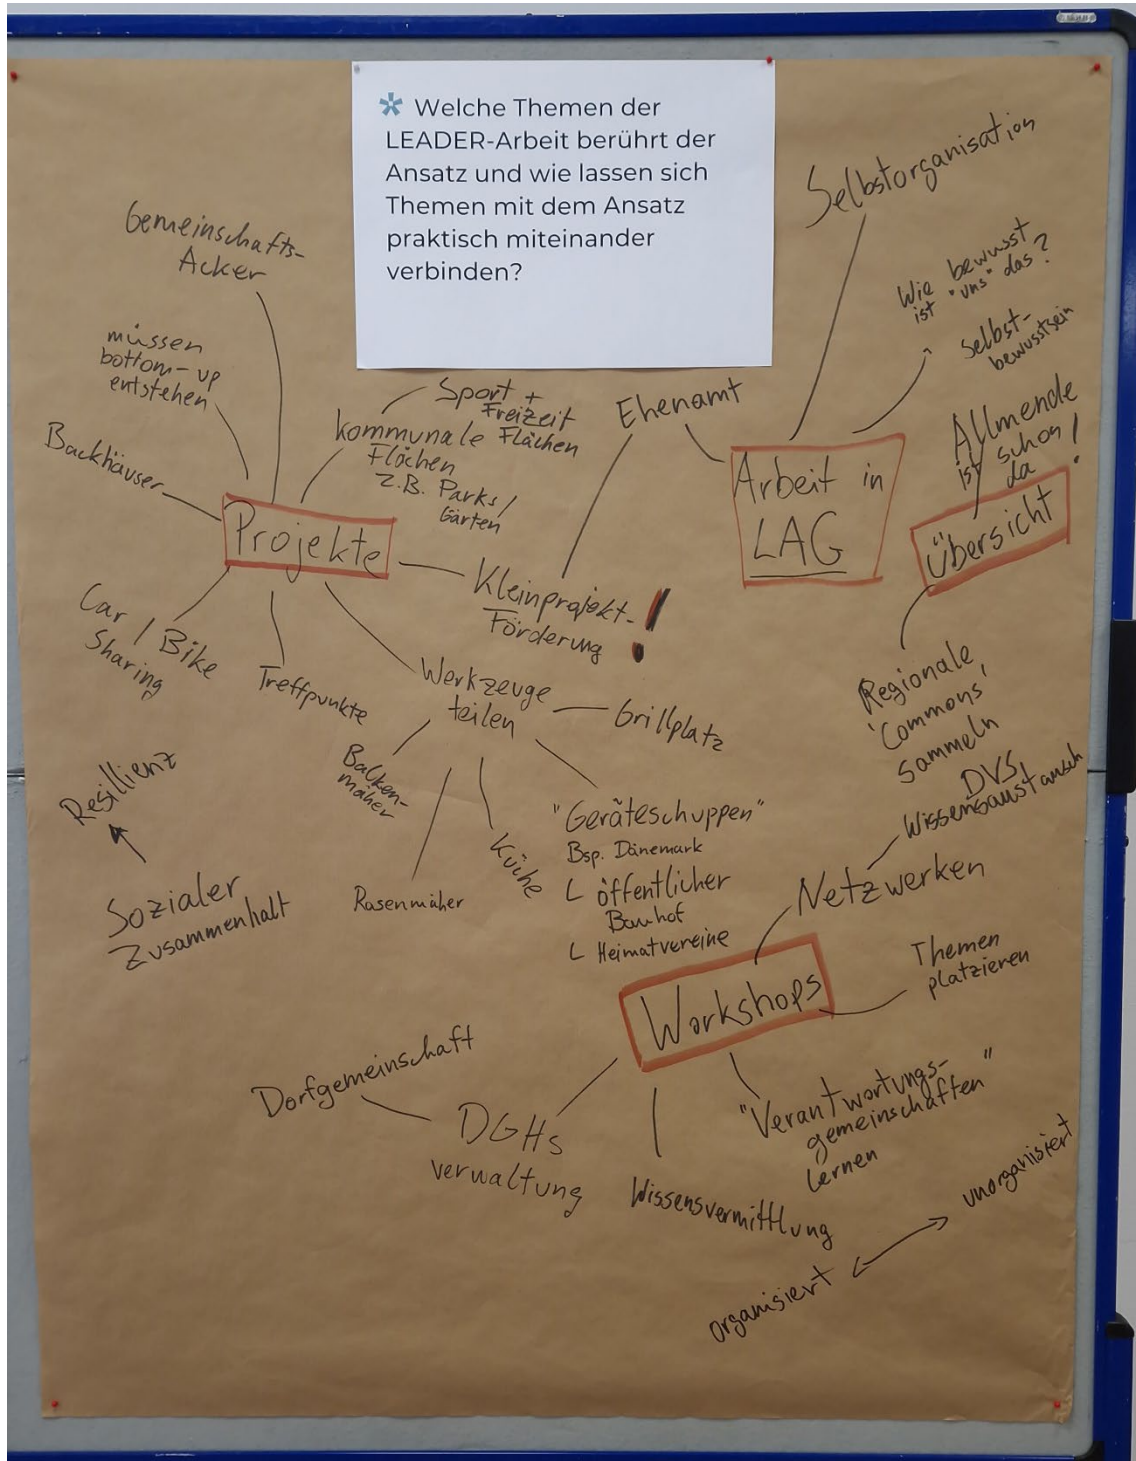 * Welche Themen der
LEADER-Arbeit berührt der
Ansatz und wie lassen sich
Themen mit dem Ansatz
praktisch miteinander
verbinden?
Selbstorganisation
Wie bewusst
ist "uns" das?
Selbst-
bewusstsein
Gemeinschafts-
Acker
müssen
bottom-up
entstehen
Backhäuser
Sport +
Freizeit
Flächen
kommunale
Flächen
z.B. Parks/
Gärten
Ehrenamt
Arbeit in
LAG
Allmende
ist schon
da!
Übersicht
Projekte
Kleinprojekt-
Förderung !
Car / Bike
Sharing
Treffpunkte
Werkzeuge
teilen
Grillplatz
Regionale
'Commons'
sammeln
Balken-
mäher
Rasenmäher
Küche
"Geräteschuppen"
Bsp. Dänemark
L öffentlicher
Bauhof
L Heimatvereine
Resillienz
Sozialer
Zusammenhalt
DVS
Wissensaustausch
Netzwerken
Themen
platzieren
Workshops
Dorfgemeinschaft
DGHs
verwaltung
"Verantwortungs-
gemeinschaften"
Lernen
Wissensvermittlung
unorganisiert
organisiert